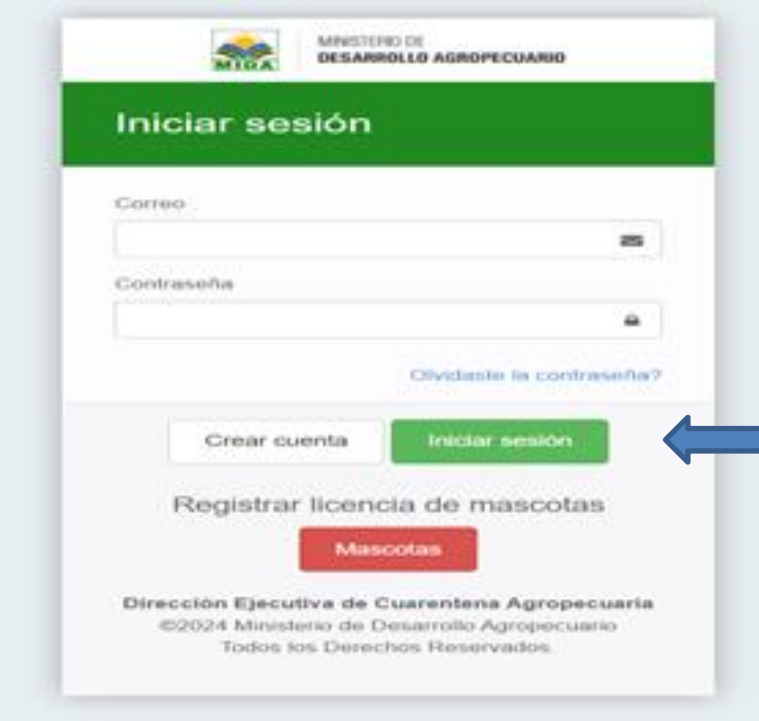 MIDA
MINISTERIO DE
DESARROLLO AGROPECUARIO
Iniciar sesión
Correo
Contraseña
Olvidaste la contraseña?
Crear cuenta
Iniciar sesión
Registrar licencia de mascotas
Mascotas
Dirección Ejecutiva de Cuarentena Agropecuaria
©2024 Ministerio de Desarrollo Agropecuario
Todos los Derechos Reservados.